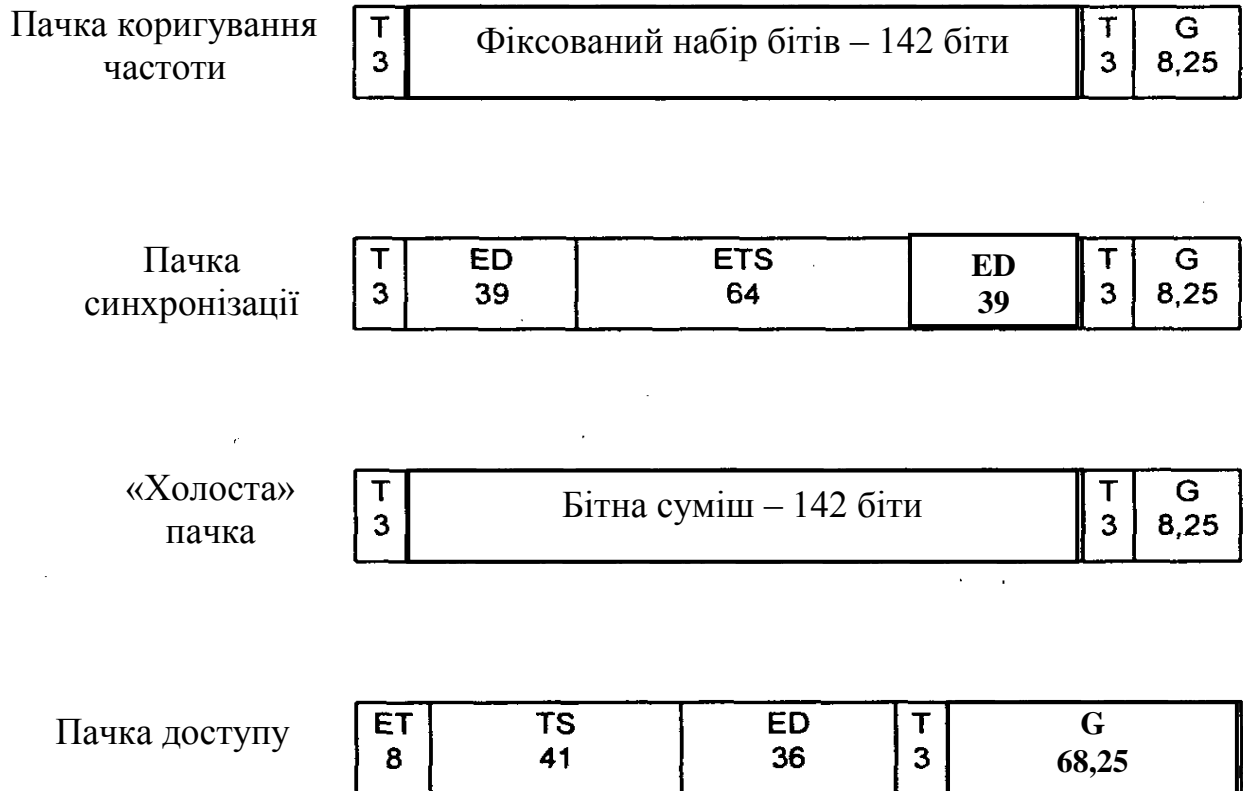 Пачка коригування
частоти
Т
3
Фіксований набір бітів – 142 біти
Т
3
G
8,25
Пачка
синхронізації
Т
3
ED
39
ETS
64
ED
39
Т
3
G
8,25
«Холоста»
пачка
Т
3
Бітна суміш – 142 біти
Т
3
G
8,25
Пачка доступу
ET
8
TS
41
ED
36
Т
3
G
68,25